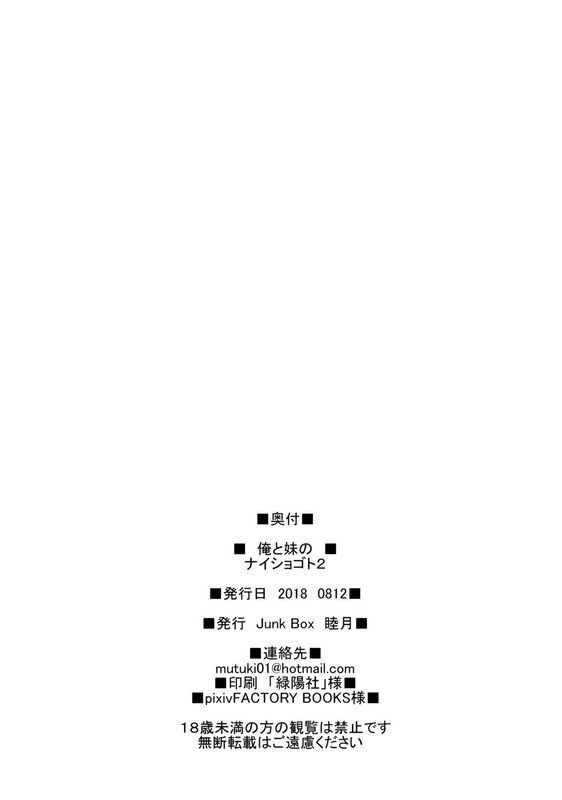 ■奥付■
■　俺と妹の　■
ナイショゴト２
■発行日　2018　0812■
■発行　Junk Box　睦月■
■連絡先■
mutuki01@hotmail.com
■印刷　「緑陽社」様■
■pixivFACTORY BOOKS様■
１８歳未満の方の観覧は禁止です
無断転載はご遠慮ください